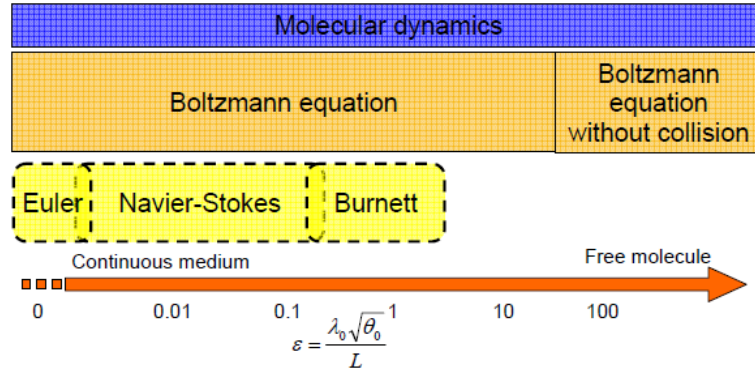 Molecular dynamics
Boltzmann equation
Boltzmann
equation
without collision
Euler
Navier-Stokes
Burnett
Continuous medium
Free molecule
0 0.01 0.1 1 10 100
ε = λ₀√θ₀ / L